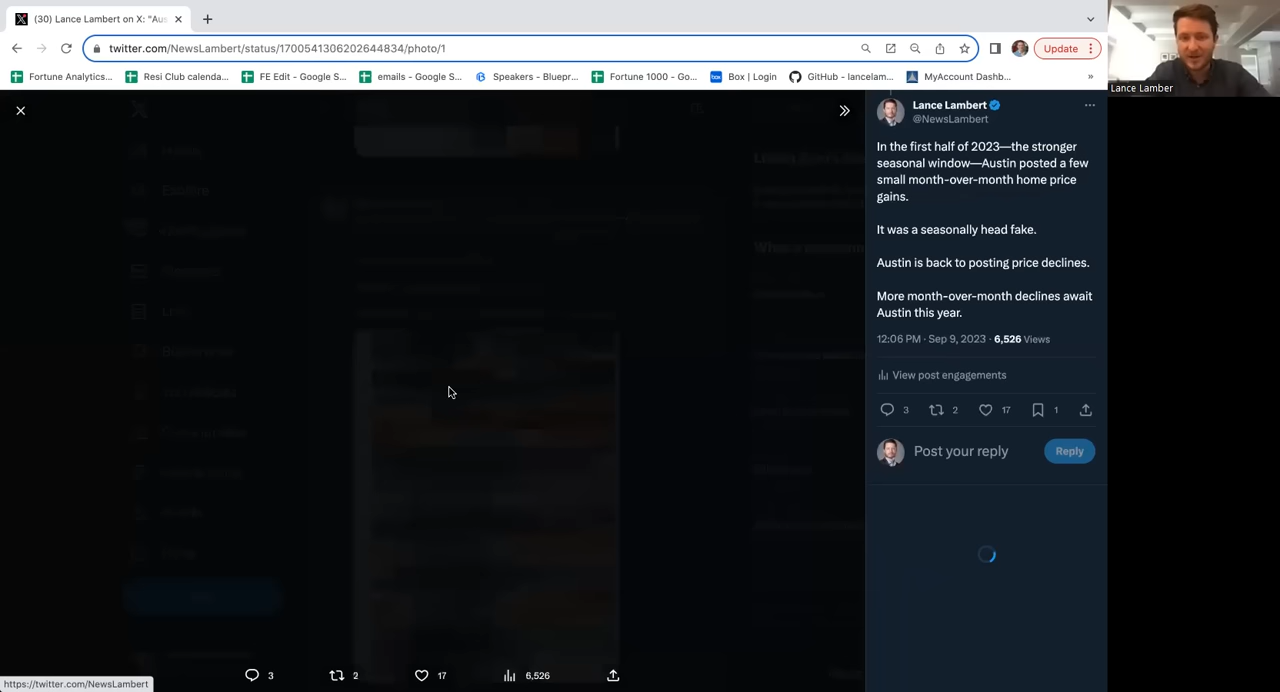 (30) Lance Lambert on X: "Aus
twitter.com/NewsLambert/status/1700541306202644834/photo/1
Update
Fortune Analytics...
Resi Club calenda...
FE Edit - Google S...
emails - Google S...
Speakers - Bluepr...
Fortune 1000 - Go...
Box | Login
GitHub - lancelam...
MyAccount Dashb...
»
Lance Lamber
Lance Lambert
@NewsLambert
In the first half of 2023—the stronger
seasonal window—Austin posted a few
small month-over-month home price
gains.
It was a seasonally head fake.
Austin is back to posting price declines.
More month-over-month declines await
Austin this year.
12:06 PM · Sep 9, 2023 · 6,526 Views
View post engagements
3 2 17 1
Post your reply
Reply
3 2 17 6,526
https://twitter.com/NewsLambert